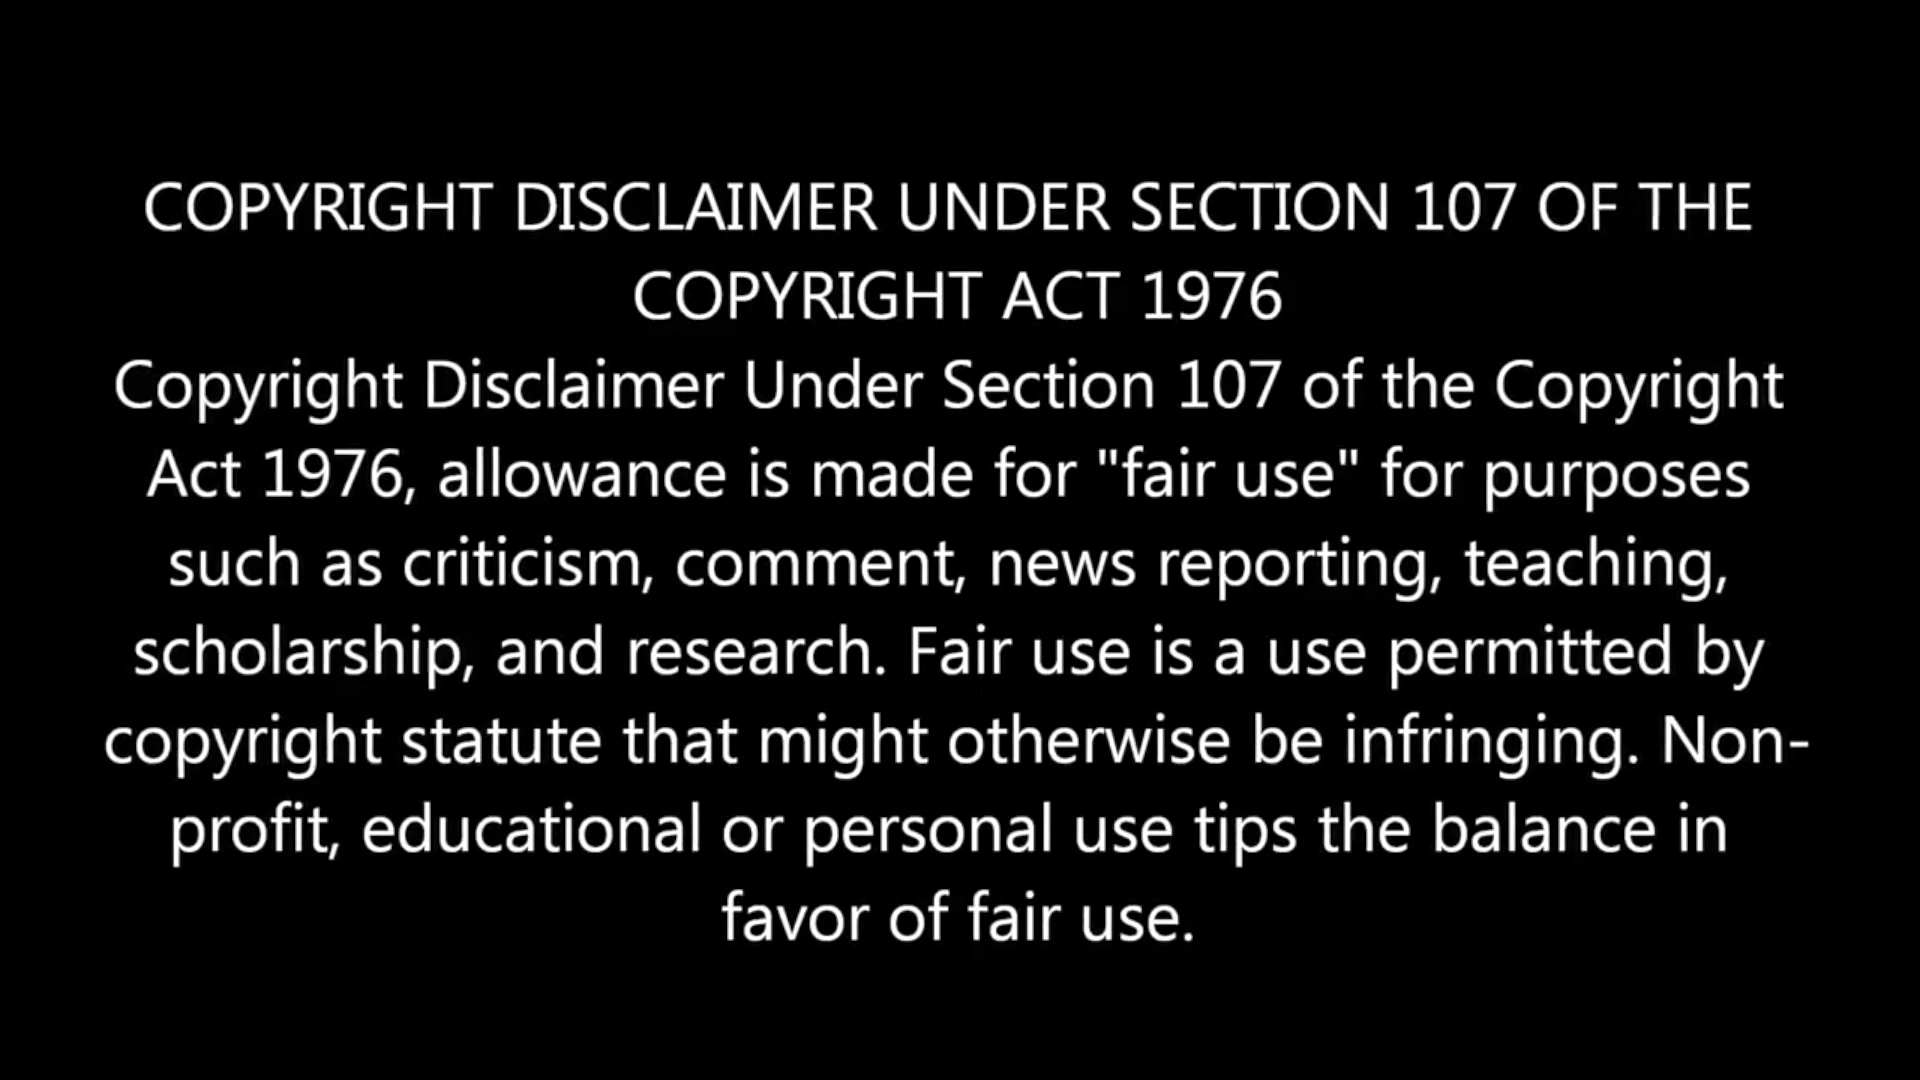 COPYRIGHT DISCLAIMER UNDER SECTION 107 OF THE
COPYRIGHT ACT 1976
Copyright Disclaimer Under Section 107 of the Copyright
Act 1976, allowance is made for "fair use" for purposes
such as criticism, comment, news reporting, teaching,
scholarship, and research. Fair use is a use permitted by
copyright statute that might otherwise be infringing. Non-
profit, educational or personal use tips the balance in
favor of fair use.